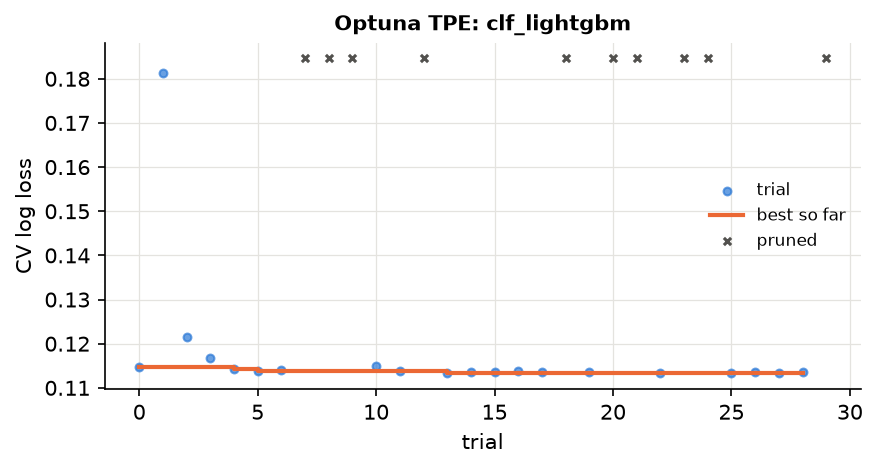 Optuna TPE: clf_lightgbm
CV log loss
0.18
0.17
0.16
0.15
0.14
0.13
0.12
0.11
trial
best so far
pruned
0 5 10 15 20 25 30
trial